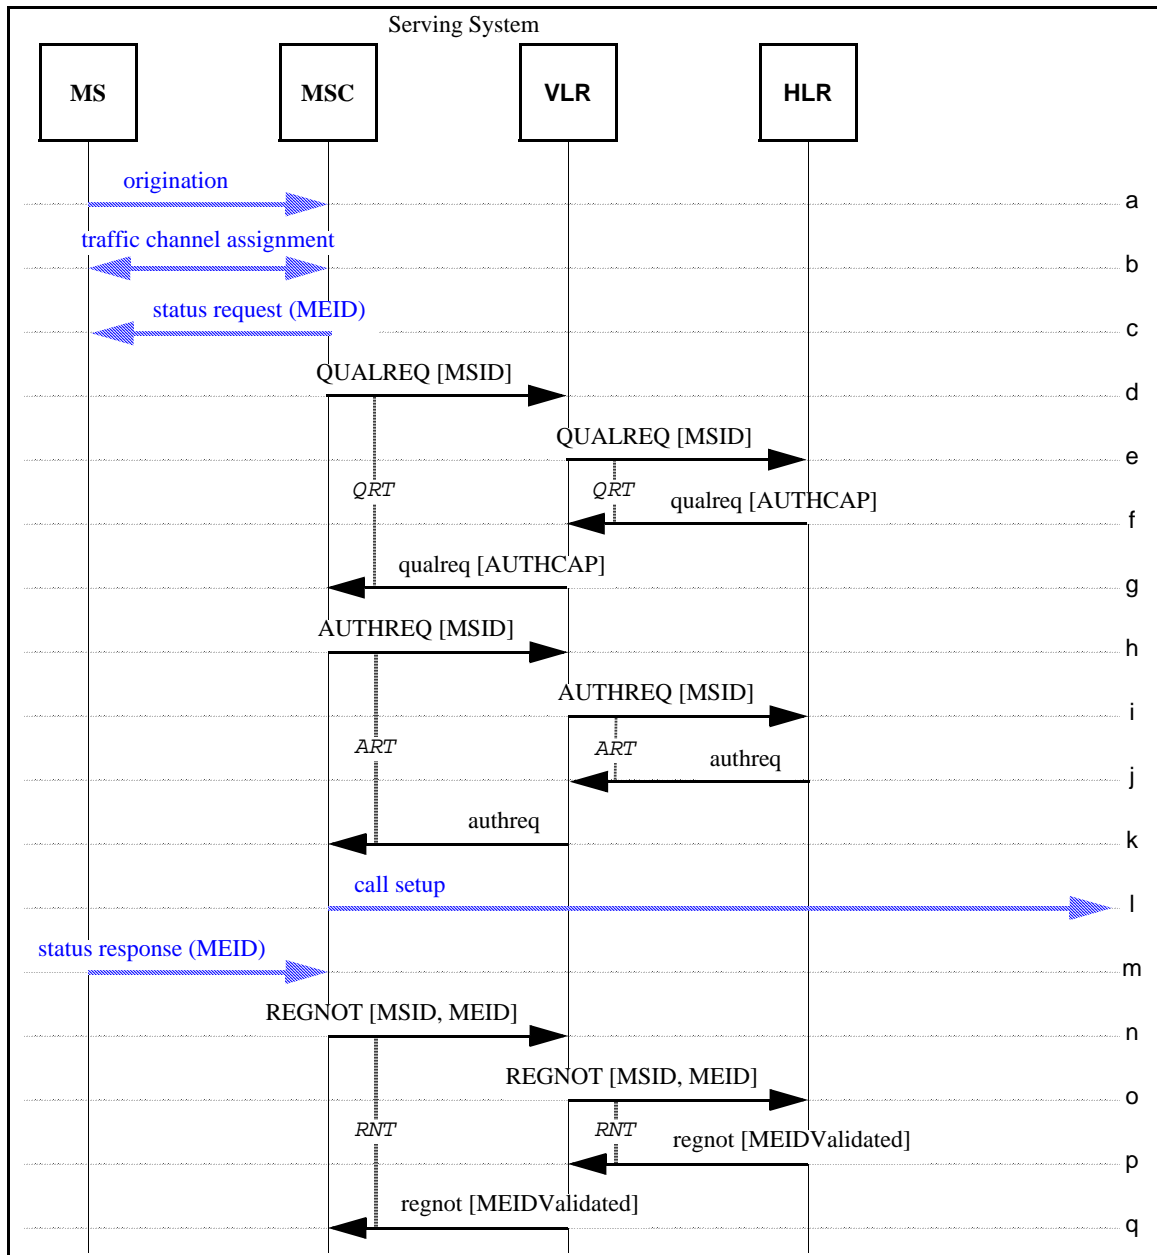 Serving System
MS
MSC
VLR
HLR
origination
a
traffic channel assignment
b
status request (MEID)
c
QUALREQ [MSID]
d
QUALREQ [MSID]
e
QRT
QRT
qualreq [AUTHCAP]
f
qualreq [AUTHCAP]
g
AUTHREQ [MSID]
h
AUTHREQ [MSID]
i
ART
ART
authreq
j
authreq
k
call setup
l
status response (MEID)
m
REGNOT [MSID, MEID]
n
REGNOT [MSID, MEID]
o
RNT
RNT
regnot [MEIDValidated]
p
regnot [MEIDValidated]
q